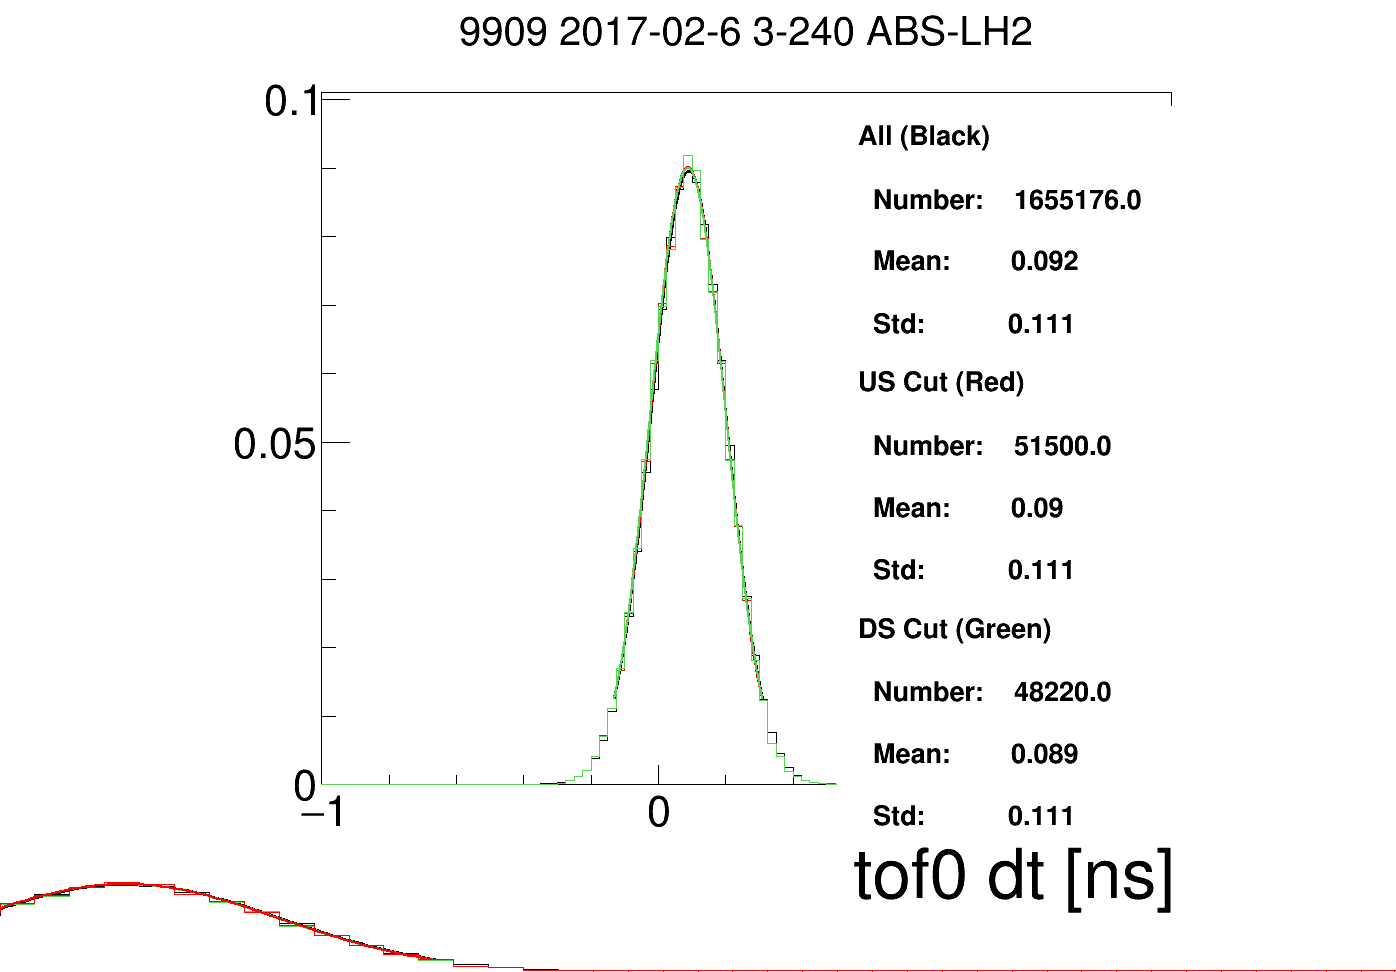 9909 2017-02-6 3-240 ABS-LH2
0.1
0.05
0
−1
0
All (Black)
Number: 1655176.0
Mean: 0.092
Std: 0.111
US Cut (Red)
Number: 51500.0
Mean: 0.09
Std: 0.111
DS Cut (Green)
Number: 48220.0
Mean: 0.089
Std: 0.111
tof0 dt [ns]